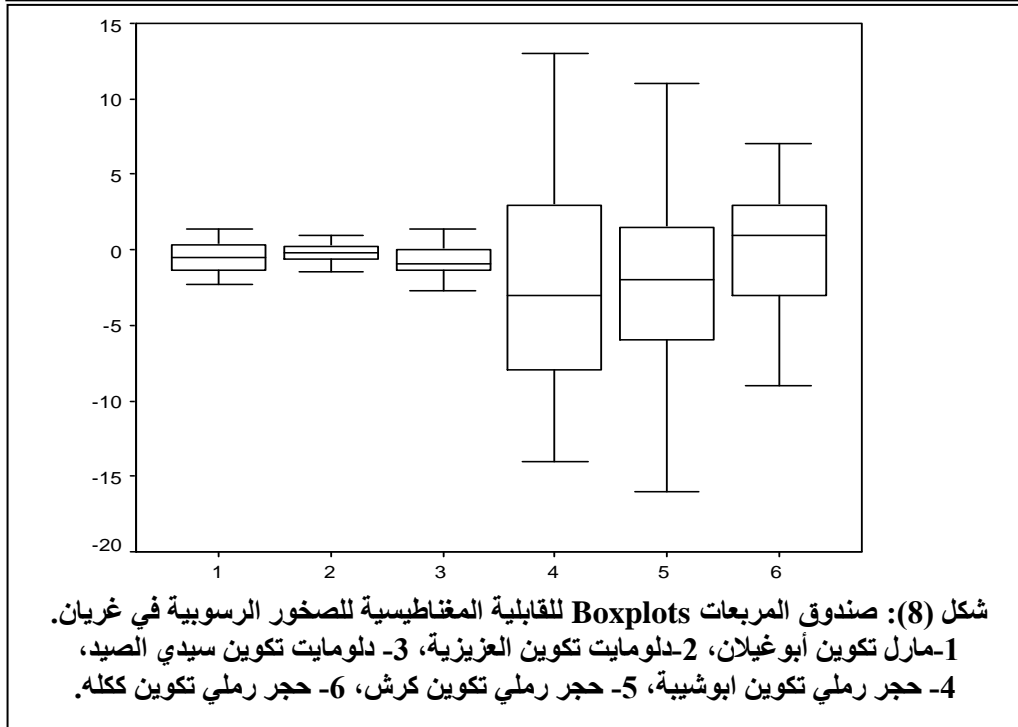 15
10
5
0
-5
-10
-15
-20
1 2 3 4 5 6
شكل (8): صندوق المربعات Boxplots للقابلية المغناطيسية للصخور الرسوبية في غريان.
1-مارل تكوين أبوغيلان، 2-دلومايت تكوين العزيزية، 3- دلومايت تكوين سيدي الصيد،
4- حجر رملي تكوين ابوشيبة، 5- حجر رملي تكوين كرش، 6- حجر رملي تكوين ككله.